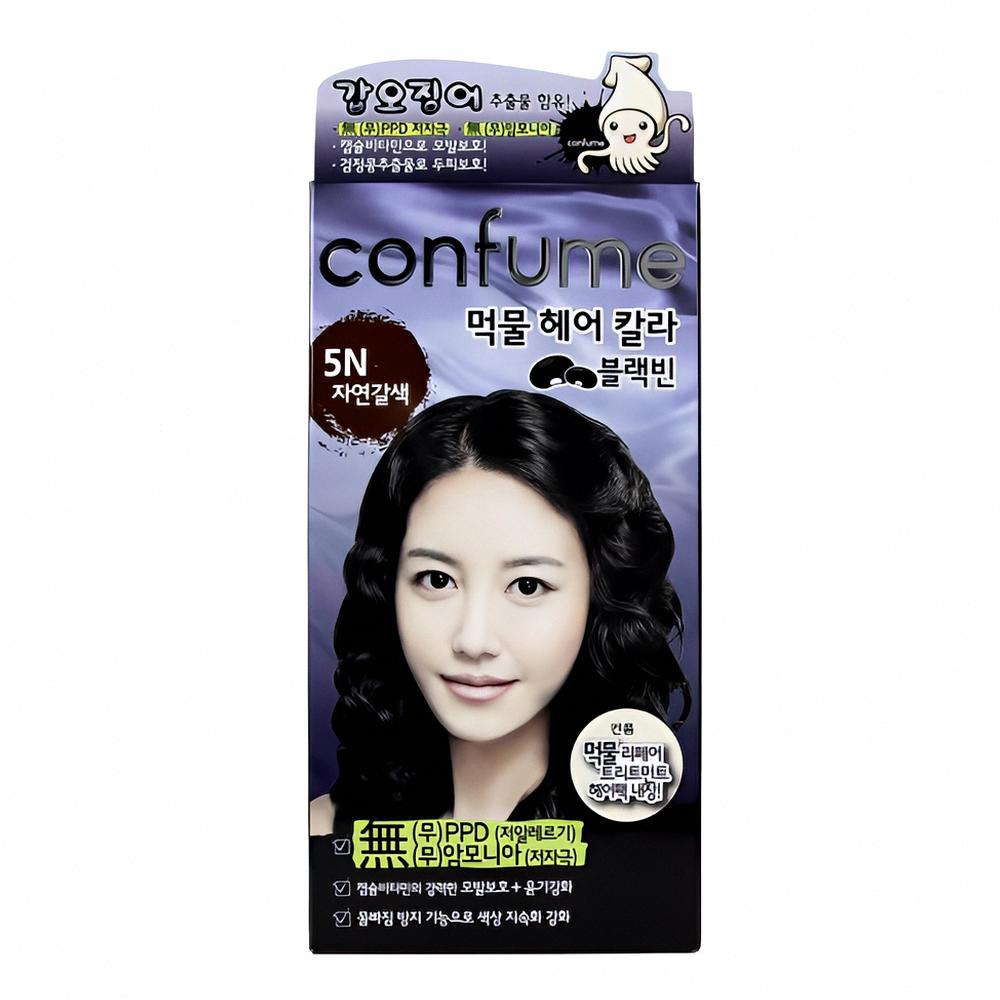 갑오징어 추출물 함유!
· 無(무)PPD 저자극 · 無(무)암모니아
· 캡슐비타민으로 모발보호!
· 검정콩추출물로 두피보호!
confume
confume
먹물 헤어 칼라
블랙빈
5N
자연갈색
컨퓸
먹물 리페어
트리트먼트
헤어팩 내장!
無 (무)PPD (저알레르기)
(무)암모니아 (저자극)
캡슐비타민의 강력한 모발보호 + 윤기강화
물빠짐 방지 기능으로 색상 지속화 강화